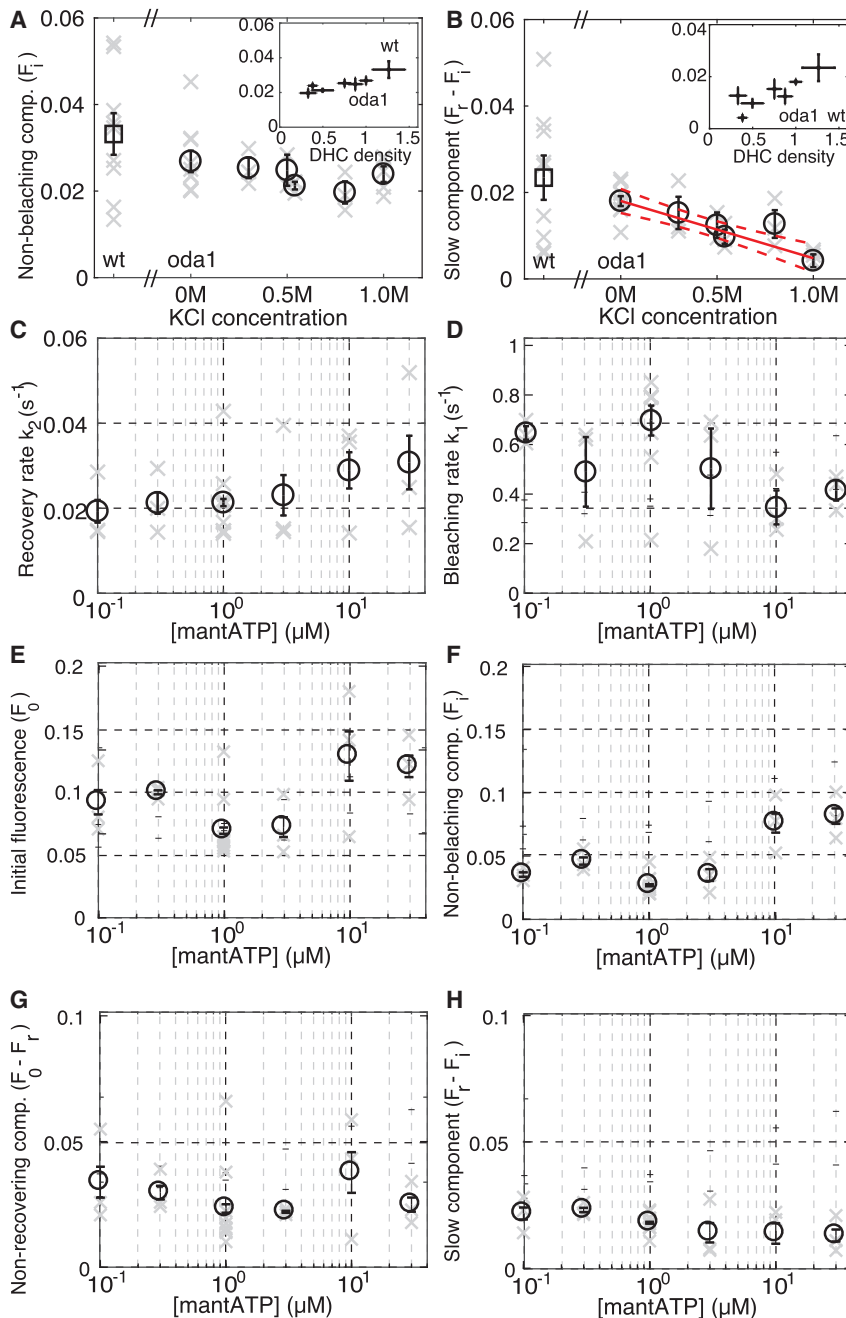 A
Non-belaching comp. (F_i)
0.06
0.04
0.02
0
//
//
wt
oda1
0M
0.5M
1.0M
KCl concentration
0.06
0.04
0.02
0
wt
oda1
0
0.5
1
1.5
DHC density
B
Slow component (F_r - F_i)
0.06
0.04
0.02
0
//
//
wt
oda1
0M
0.5M
1.0M
KCl concentration
0.04
0.02
0
oda1 wt
0
0.5
1
1.5
DHC density
C
Recovery rate k_2 (s^-1)
0.06
0.04
0.02
0
10^-1
10^0
10^1
[mantATP] (µM)
D
Bleaching rate k_1 (s^-1)
1
0.8
0.6
0.4
0.2
0
10^-1
10^0
10^1
[mantATP] (µM)
E
Initial fluorescence (F_0)
0.2
0.15
0.1
0.05
0
10^-1
10^0
10^1
[mantATP] (µM)
F
Non-belaching comp. (F_i)
0.2
0.15
0.1
0.05
0
10^-1
10^0
10^1
[mantATP] (µM)
G
Non-recovering comp. (F_0 - F_r)
0.1
0.05
0
10^-1
10^0
10^1
[mantATP] (µM)
H
Slow component (F_r - F_i)
0.1
0.05
0
10^-1
10^0
10^1
[mantATP] (µM)